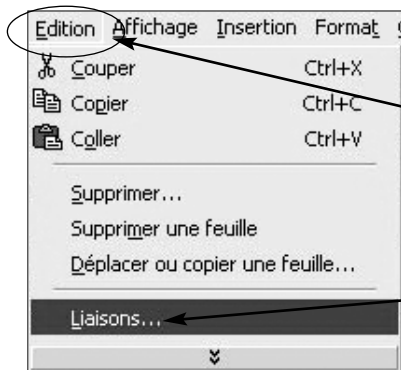 Edition Affichage Insertion Format
Couper Ctrl+X
Copier Ctrl+C
Coller Ctrl+V
Supprimer...
Supprimer une feuille
Déplacer ou copier une feuille...
Liaisons...